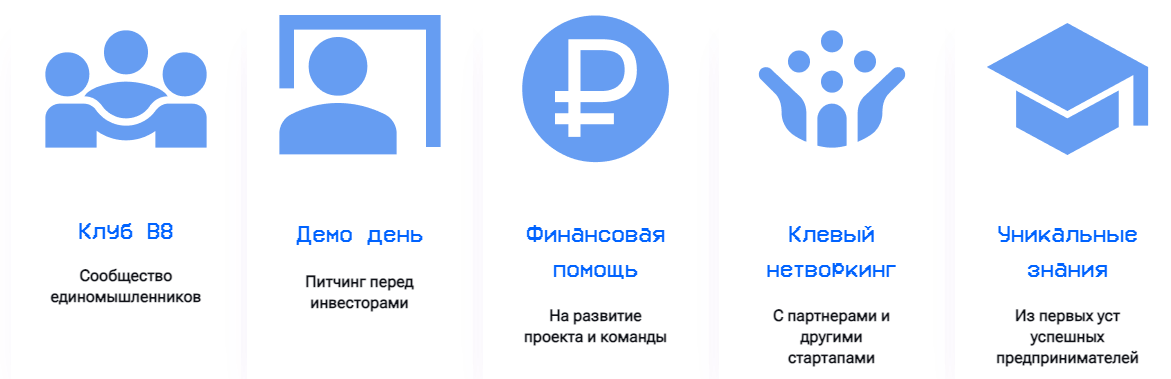 Клуб B8
Сообщество
единомышленников
Демо день
Питчинг перед
инвесторами
Финансовая
помощь
На развитие
проекта и команды
Клевый
нетворкинг
С партнерами и
другими
стартапами
Уникальные
знания
Из первых уст
успешных
предпринимателей